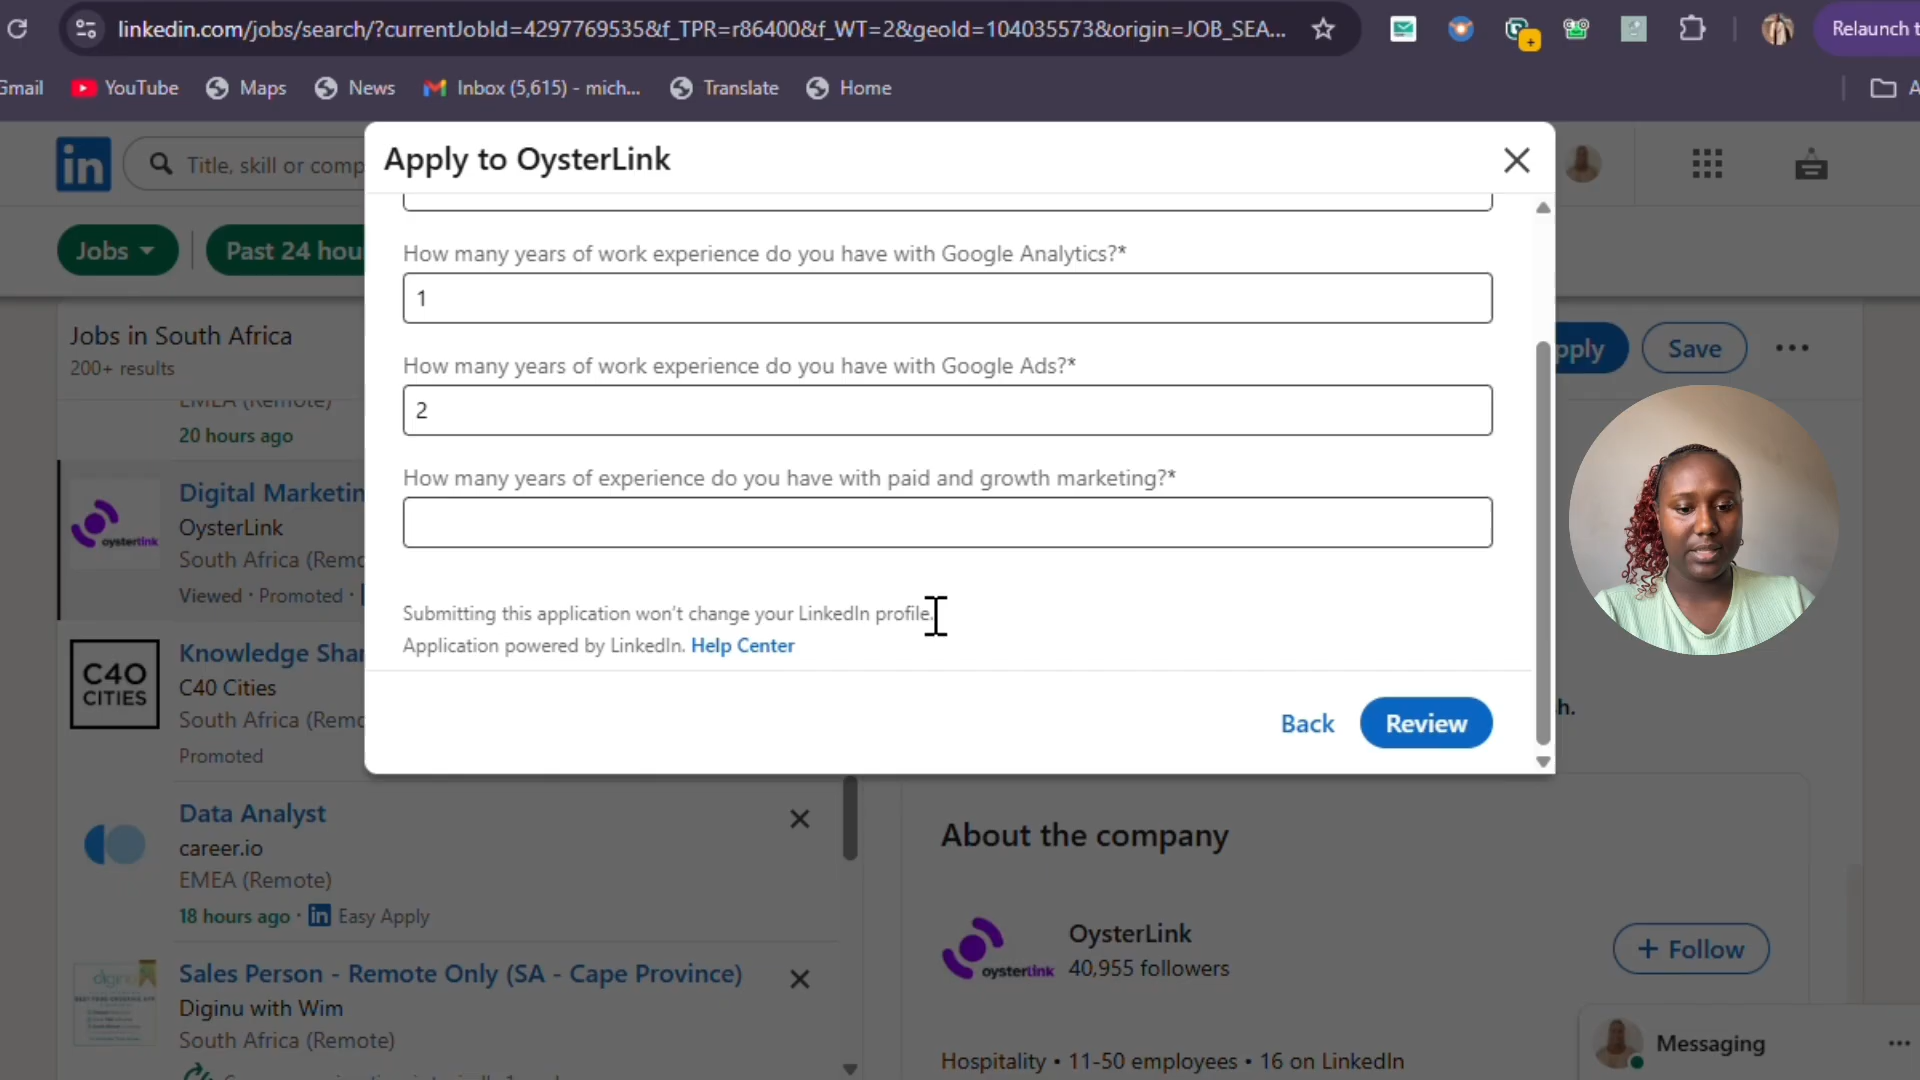 linkedin.com/jobs/search/?currentJobId=4297769535&f_TPR=r86400&f_WT=2&geoId=104035573&origin=JOB_SEA...
Relaunch t
Gmail
YouTube
Maps
News
Inbox (5,615) - mich...
Translate
Home
A
in
Title, skill or comp
Jobs
Past 24 hou
Apply to OysterLink
How many years of work experience do you have with Google Analytics?*
1
How many years of work experience do you have with Google Ads?*
2
How many years of experience do you have with paid and growth marketing?*
Submitting this application won't change your LinkedIn profile.
Application powered by LinkedIn. Help Center
Back
Review
Jobs in South Africa
200+ results
EMEA (Remote)
20 hours ago
oysterlink
Digital Marketin
OysterLink
South Africa (Remo
Viewed · Promoted ·
C40
CITIES
Knowledge Shar
C40 Cities
South Africa (Remo
Promoted
Data Analyst
career.io
EMEA (Remote)
18 hours ago · in Easy Apply
diginu
Sales Person - Remote Only (SA - Cape Province)
Diginu with Wim
South Africa (Remote)
pply
Save
h.
About the company
oysterlink
OysterLink
40,955 followers
+ Follow
Hospitality • 11-50 employees • 16 on LinkedIn
Messaging